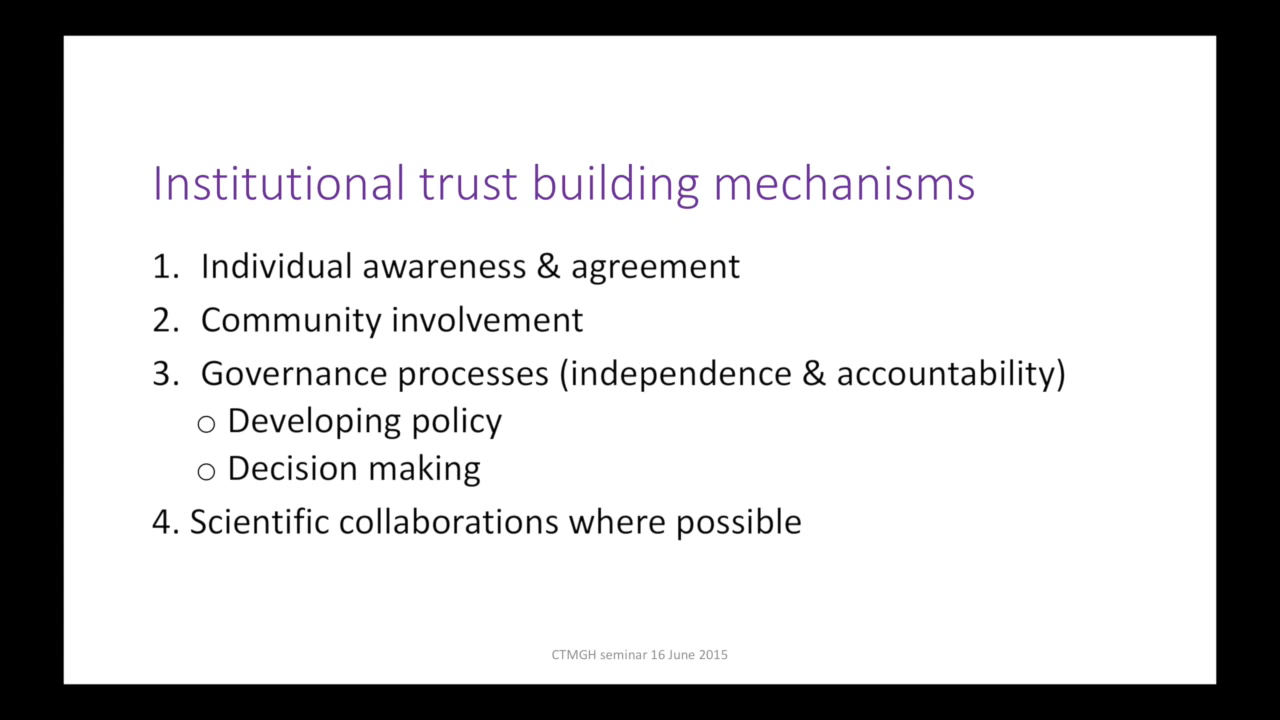 Institutional trust building mechanisms
1. Individual awareness & agreement
2. Community involvement
3. Governance processes (independence & accountability)
o Developing policy
o Decision making
4. Scientific collaborations where possible
CTMGH seminar 16 June 2015